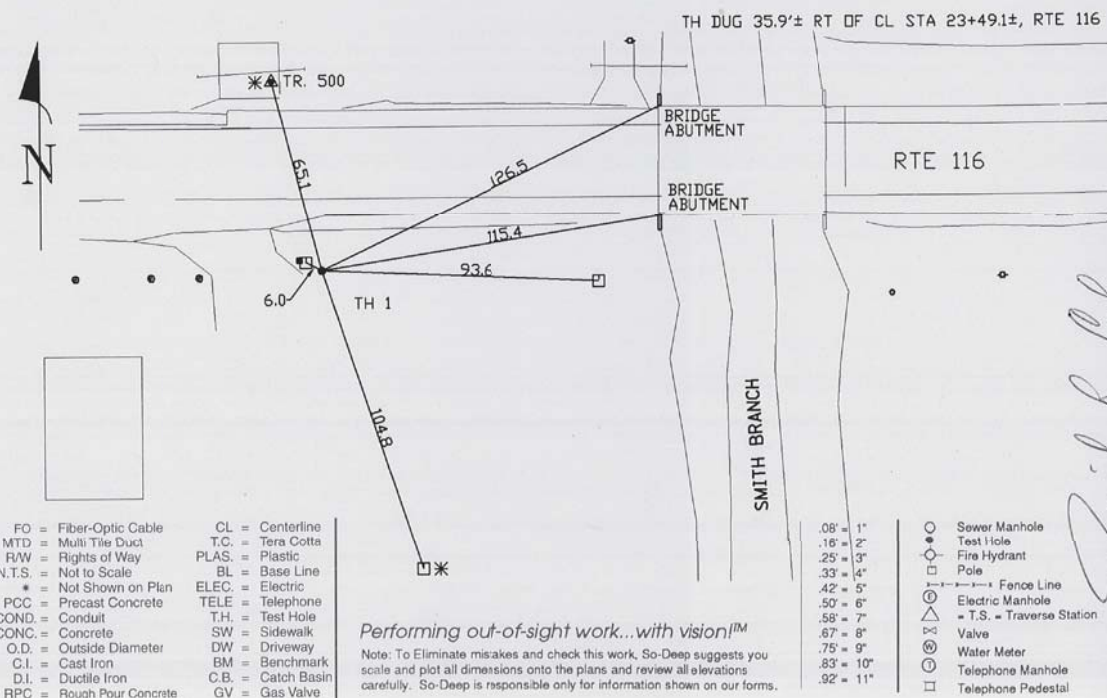 TH DUG 35.9'± RT OF CL STA 23+49.1±, RTE 116
TR. 500
BRIDGE
ABUTMENT
RTE 116
N
65.1
126.5
BRIDGE
ABUTMENT
115.4
93.6
6.0
TH 1
104.8
SMITH BRANCH
FO = Fiber-Optic Cable
MTD = Multi Tile Duct
R/W = Rights of Way
N.T.S. = Not to Scale
* = Not Shown on Plan
PCC = Precast Concrete
COND. = Conduit
CONC. = Concrete
O.D. = Outside Diameter
C.I. = Cast Iron
D.I. = Ductile Iron
RPC = Rough Pour Concrete
CL = Centerline
T.C. = Tera Cotta
PLAS. = Plastic
BL = Base Line
ELEC. = Electric
TELE = Telephone
T.H. = Test Hole
SW = Sidewalk
DW = Driveway
BM = Benchmark
C.B. = Catch Basin
GV = Gas Valve
Performing out-of-sight work...with vision!™
Note: To Eliminate mistakes and check this work, So-Deep suggests you
scale and plot all dimensions onto the plans and review all elevations
carefully. So-Deep is responsible only for information shown on our forms.
.08' = 1"
.16' = 2"
.25' = 3"
.33' = 4"
.42' = 5"
.50' = 6"
.58' = 7"
.67' = 8"
.75' = 9"
.83' = 10"
.92' = 11"
Sewer Manhole
Test Hole
Fire Hydrant
Pole
Fence Line
E Electric Manhole
= T.S. = Traverse Station
Valve
W Water Meter
T Telephone Manhole
Telephone Pedestal